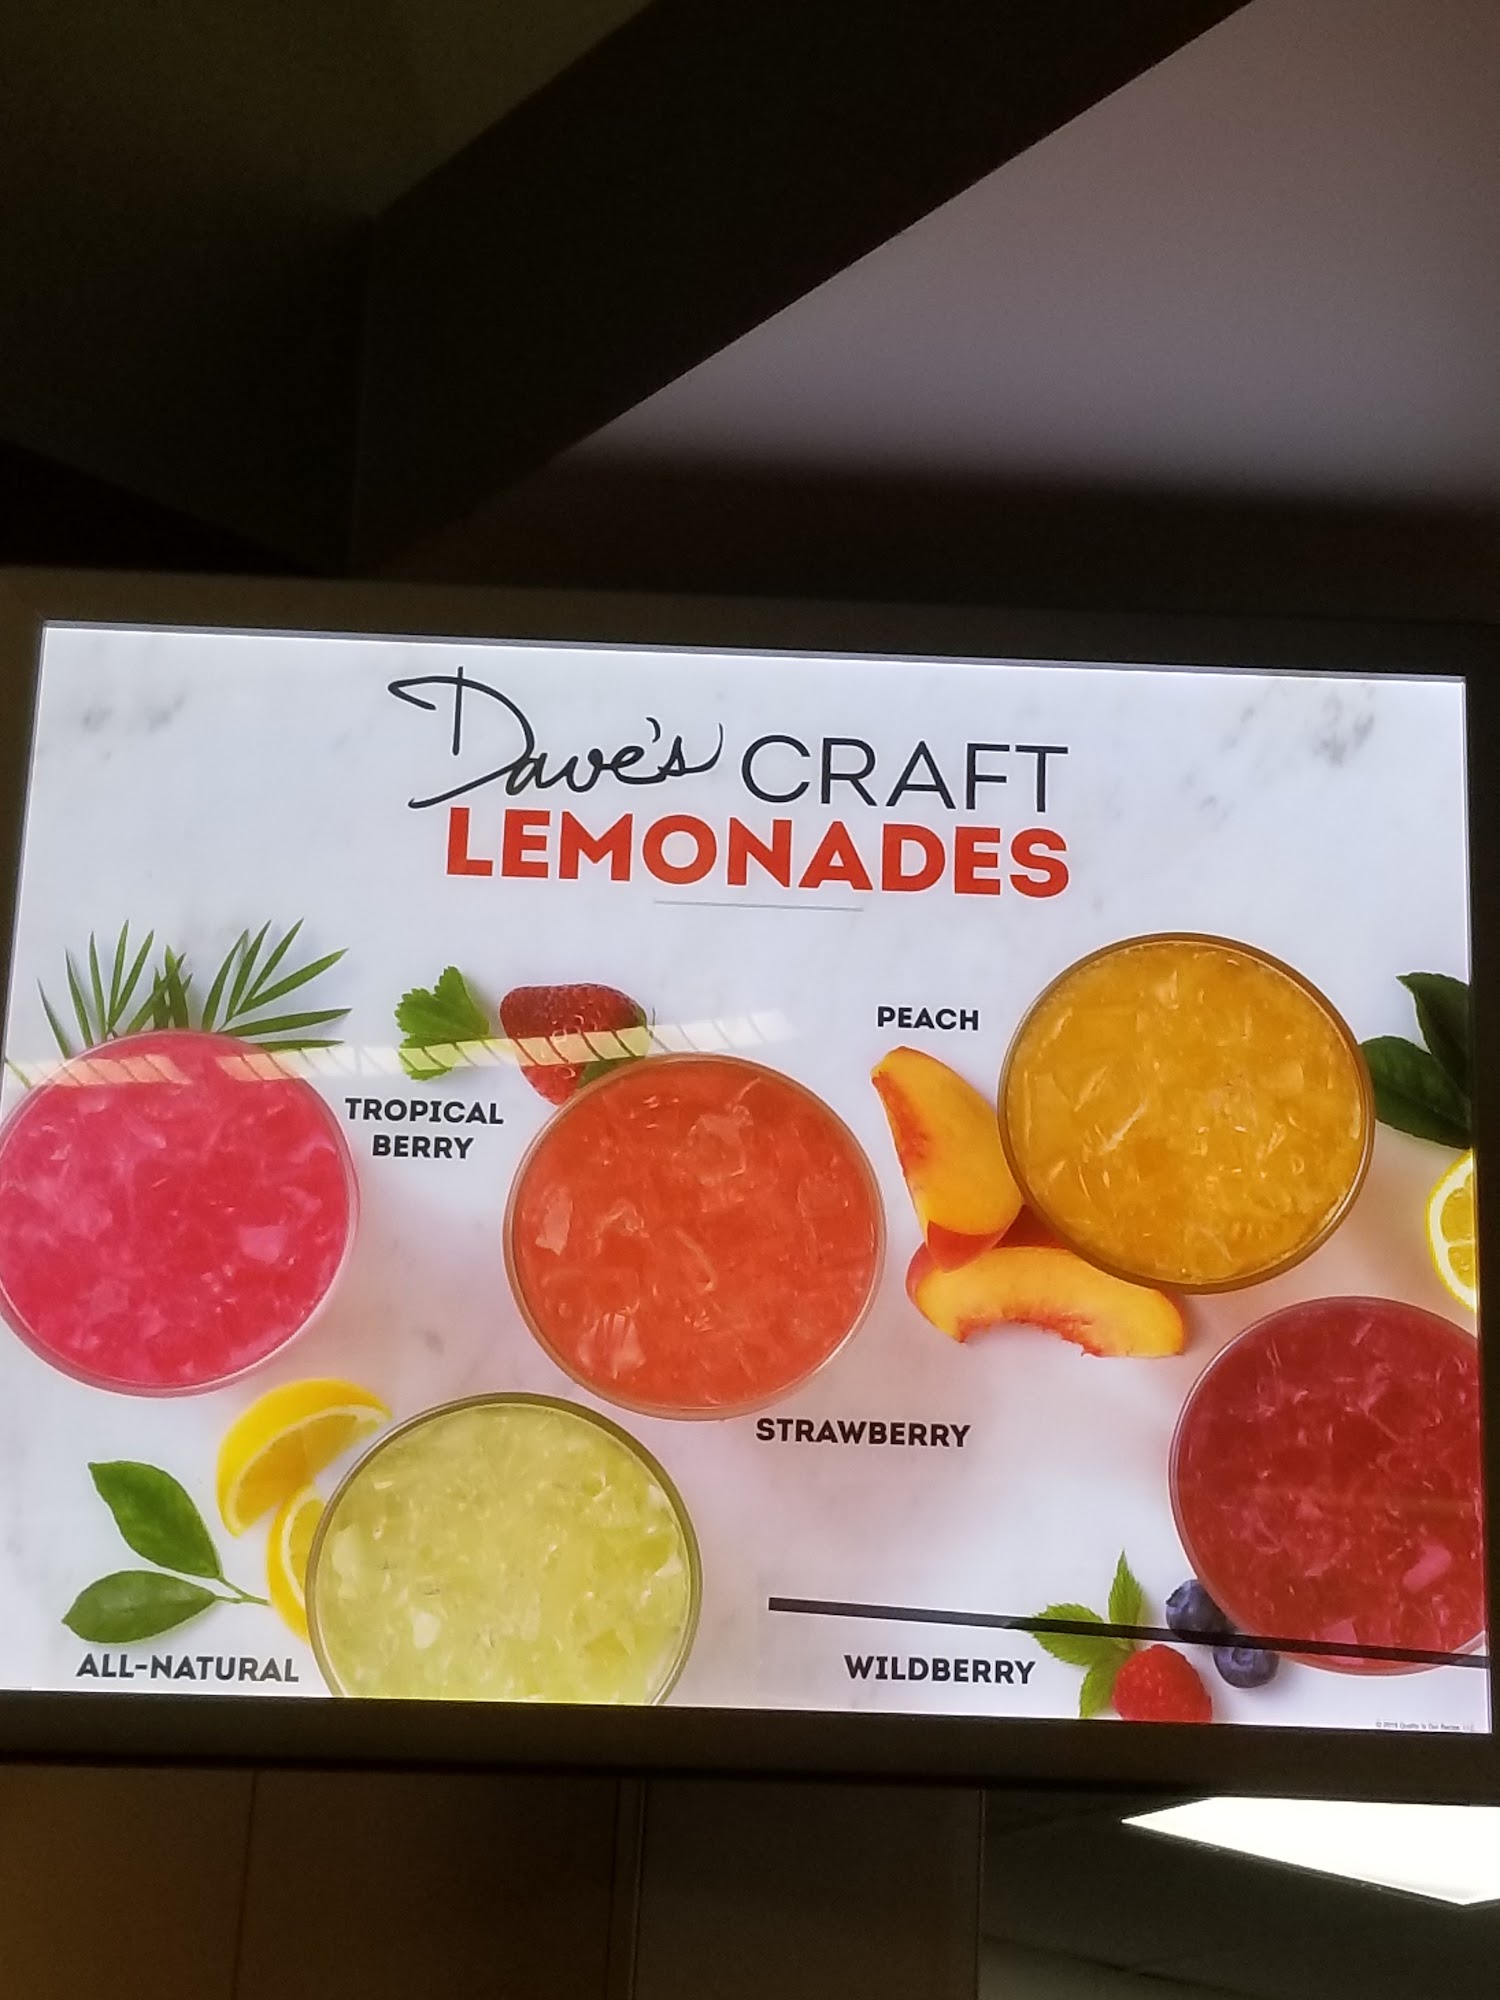 Dave's CRAFT
LEMONADES
PEACH
TROPICAL
BERRY
STRAWBERRY
ALL-NATURAL
WILDBERRY